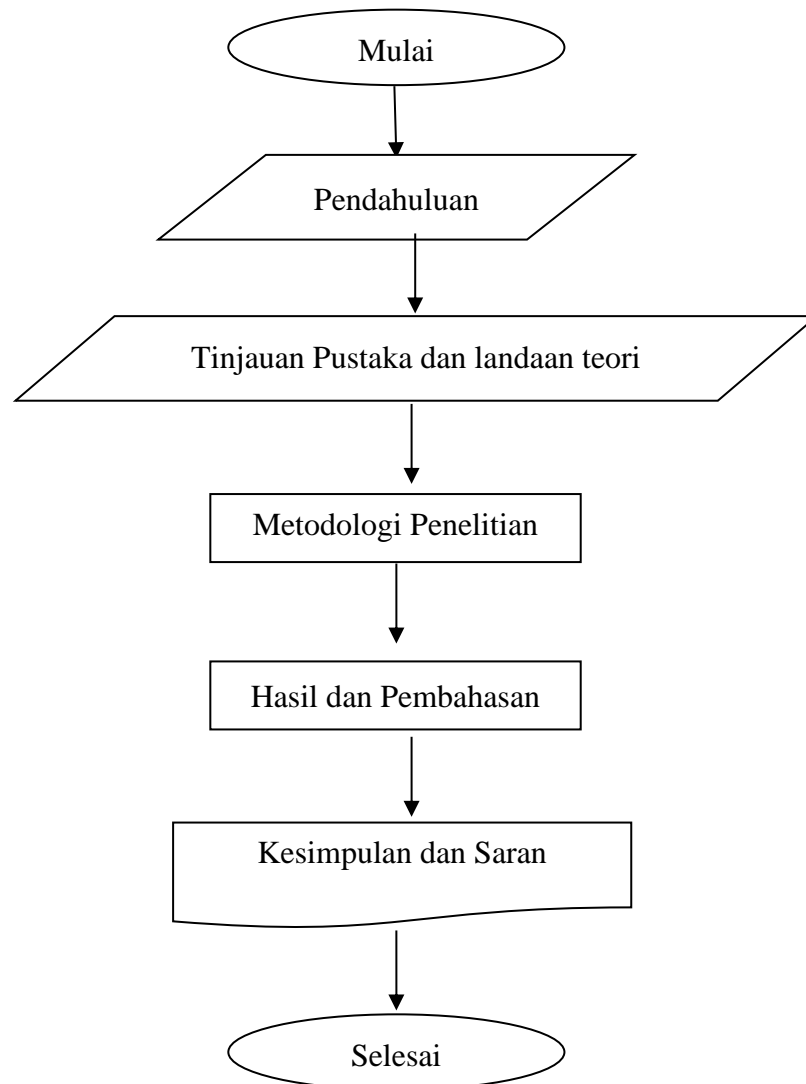 Mulai
Pendahuluan
Tinjauan Pustaka dan landaan teori
Metodologi Penelitian
Hasil dan Pembahasan
Kesimpulan dan Saran
Selesai